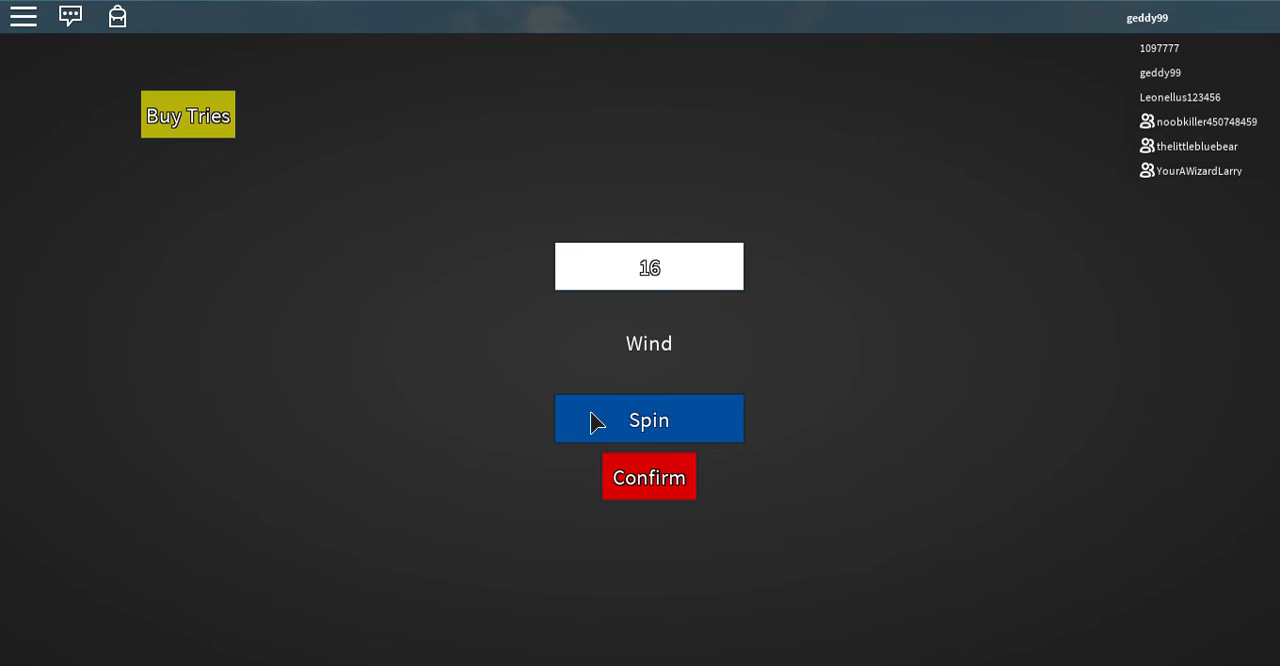 geddy99
1097777
geddy99
Leonellus123456
noobkiller450748459
thelittlebluebear
YourAWizardLarry
Buy Tries
16
Wind
Spin
Confirm